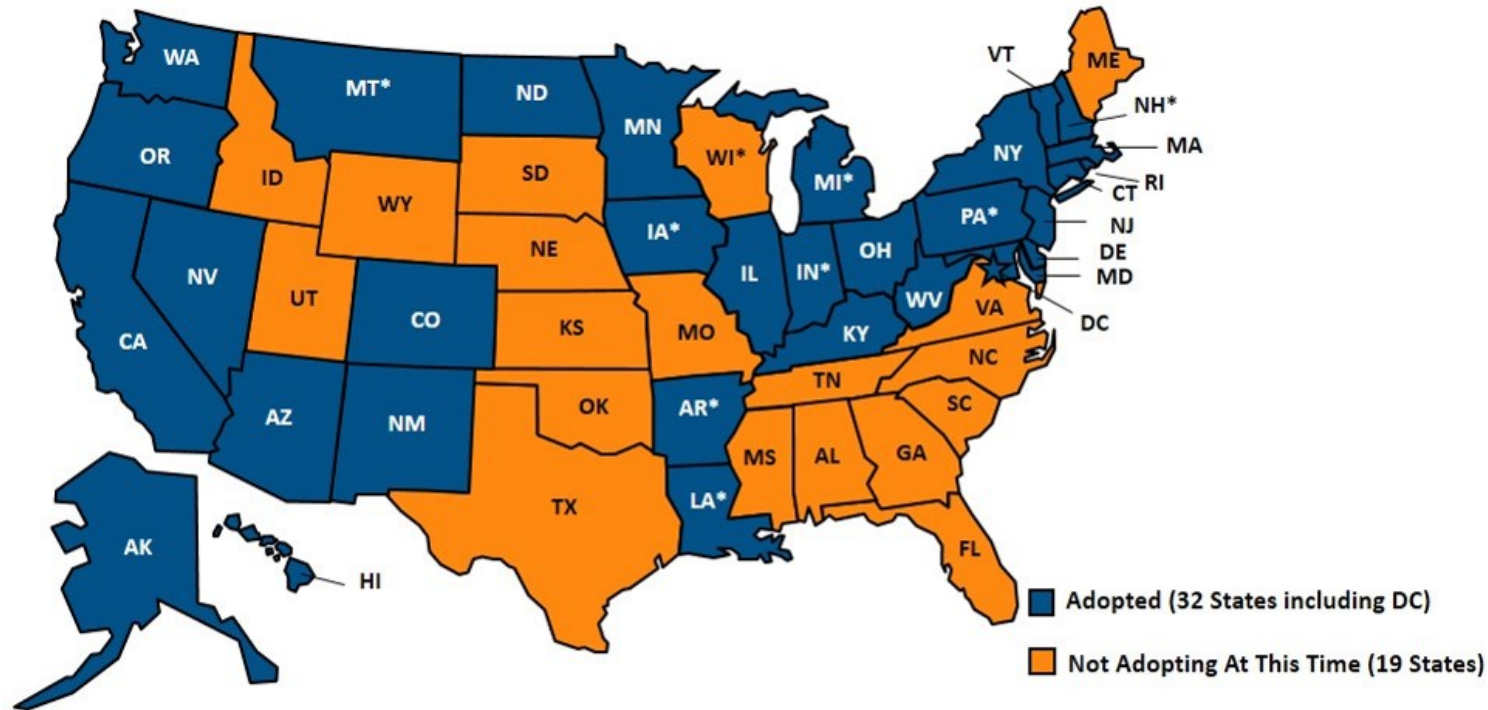 WA
MT*
ND
MN
VT
ME
NH*
MA
RI
CT
NJ
DE
MD
DC
OR
ID
WY
SD
WI*
MI*
NY
PA*
NV
UT
CO
NE
IA*
IL
IN*
OH
WV
VA
CA
KS
MO
KY
NC
TN
SC
AZ
NM
OK
AR*
MS
AL
GA
TX
LA*
FL
AK
HI
Adopted (32 States including DC)
Not Adopting At This Time (19 States)